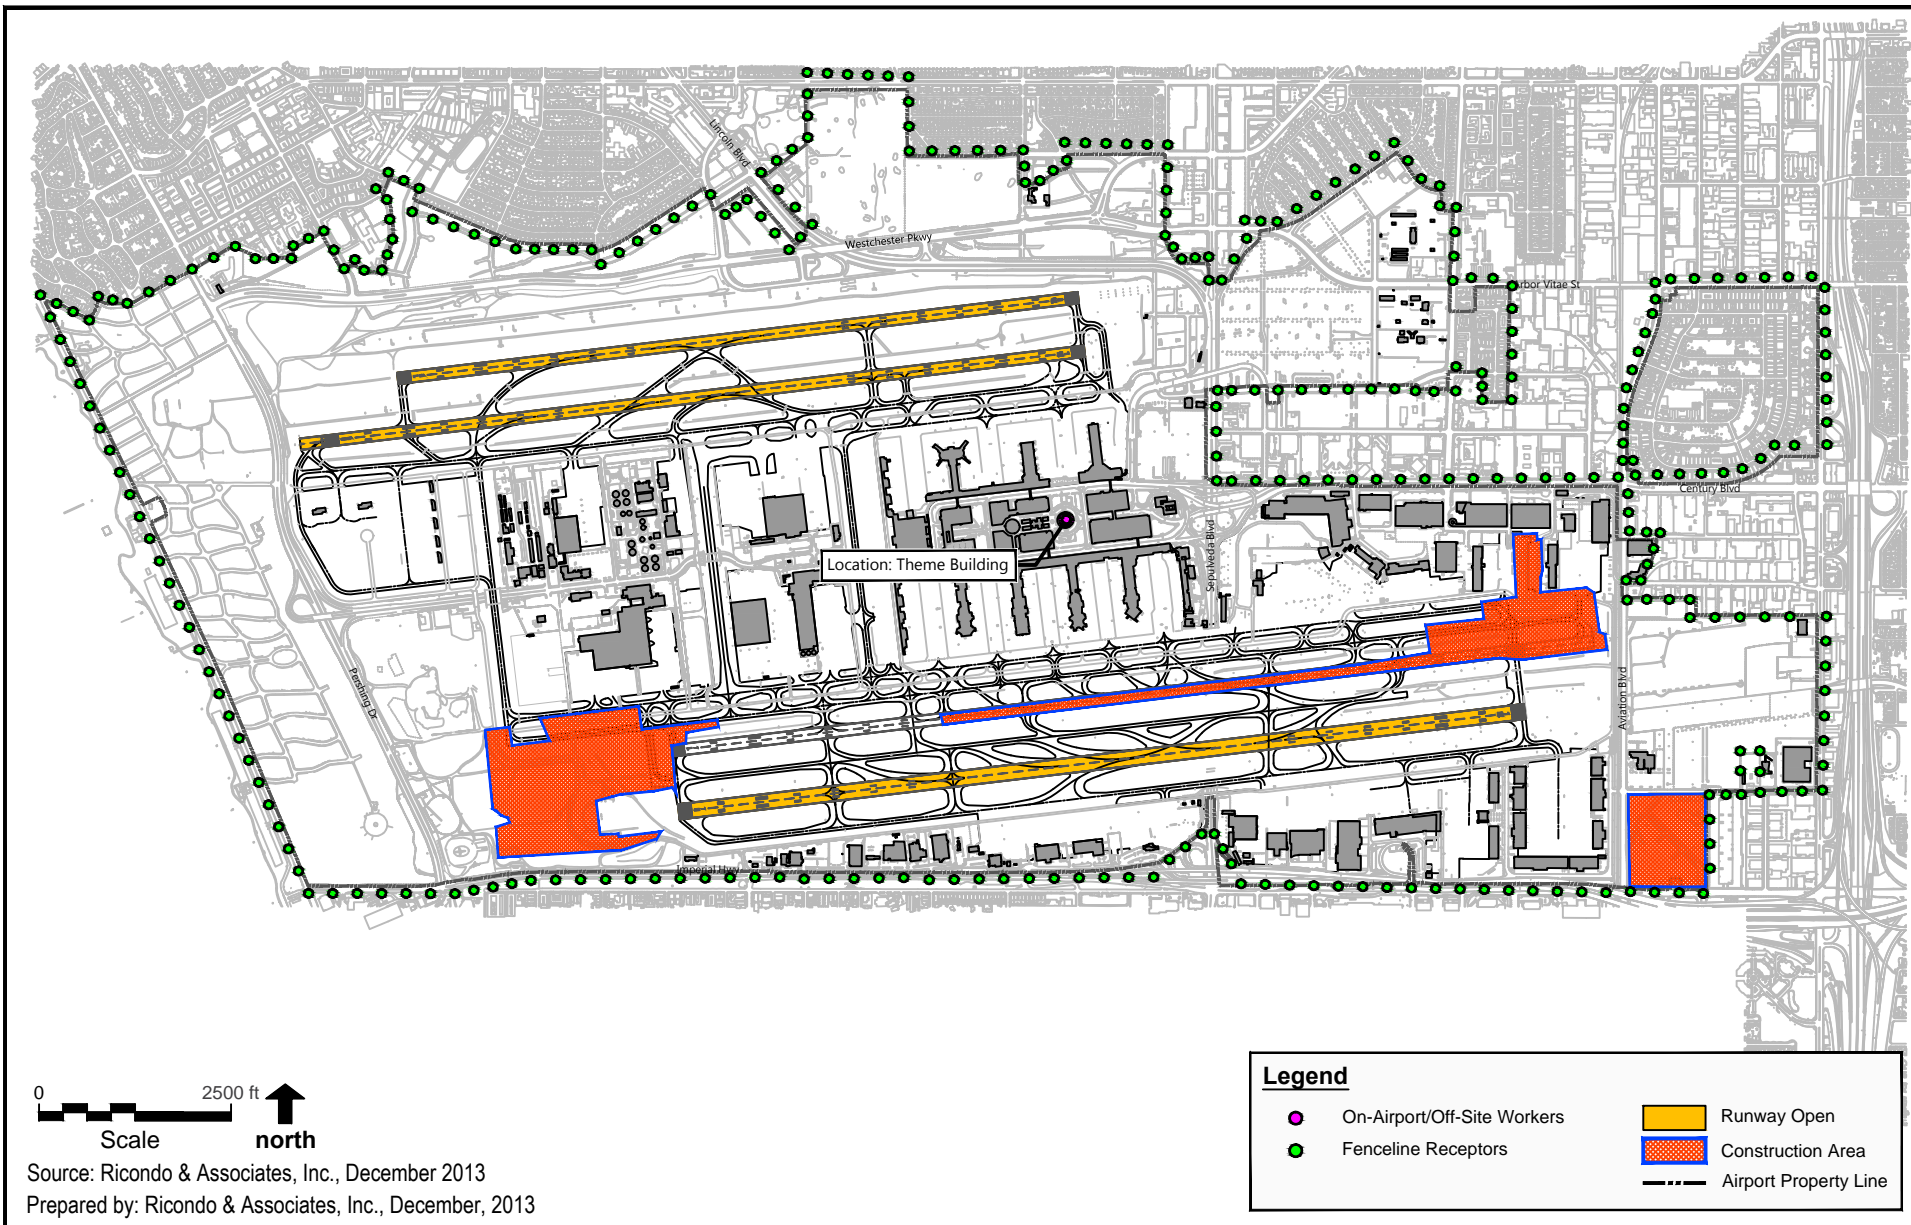 Lincoln Blvd
Westchester Pkwy
Arbor Vitae St
Century Blvd
Location: Theme Building
Sepulveda Blvd
Pershing Dr
Aviation Blvd
Imperial Hwy
0 2500 ft
Scale
north
Source: Ricondo & Associates, Inc., December 2013
Prepared by: Ricondo & Associates, Inc., December, 2013
Legend
On-Airport/Off-Site Workers
Fenceline Receptors
Runway Open
Construction Area
Airport Property Line